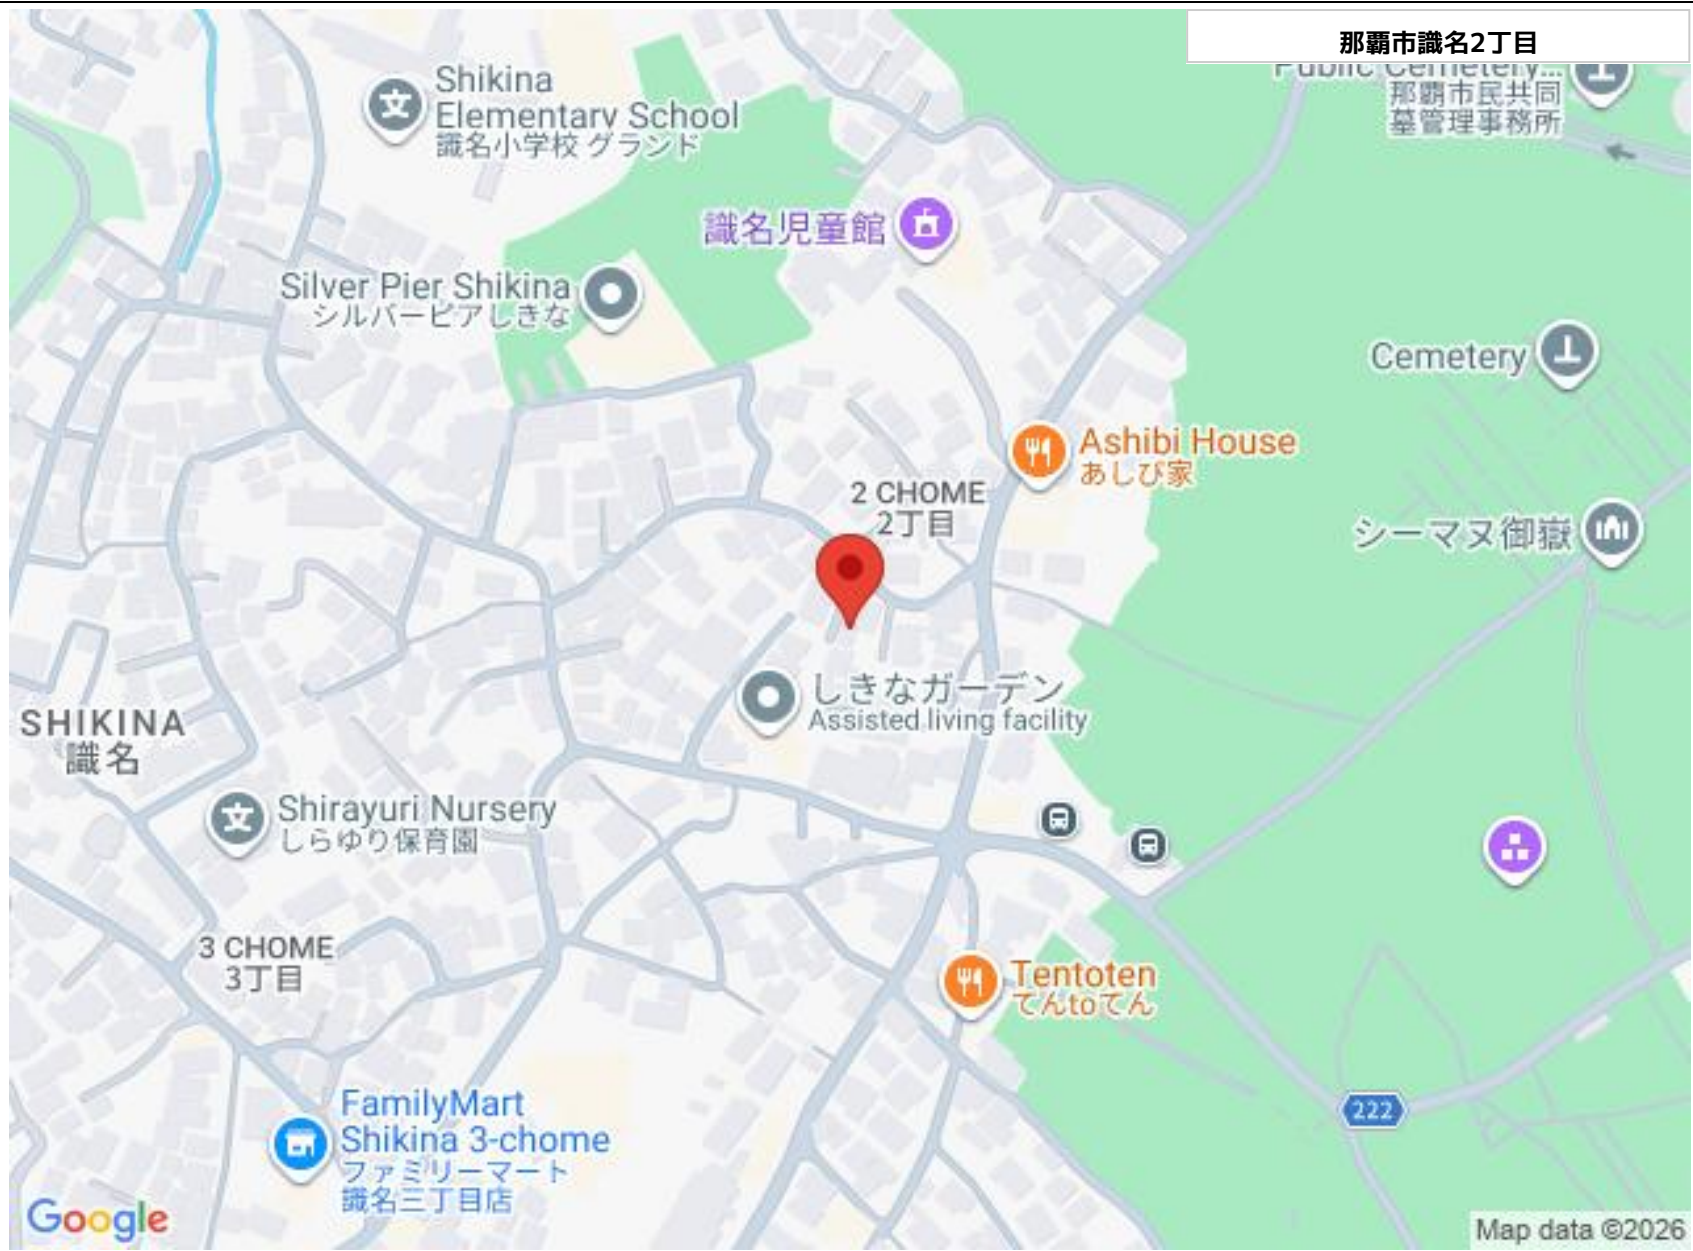 那覇市識名2丁目
Public Cemetery...
那覇市民共同
墓管理事務所
Shikina
Elementary School
識名小学校 グランド
識名児童館
Silver Pier Shikina
シルバーピアしきな
Cemetery
Ashibi House
あしび家
2 CHOME
2丁目
シーマヌ御嶽
しきなガーデン
Assisted living facility
SHIKINA
識名
Shirayuri Nursery
しらゆり保育園
3 CHOME
3丁目
Tentoten
てんtoてん
222
FamilyMart
Shikina 3-chome
ファミリーマート
識名三丁目店
Google
Map data ©2026